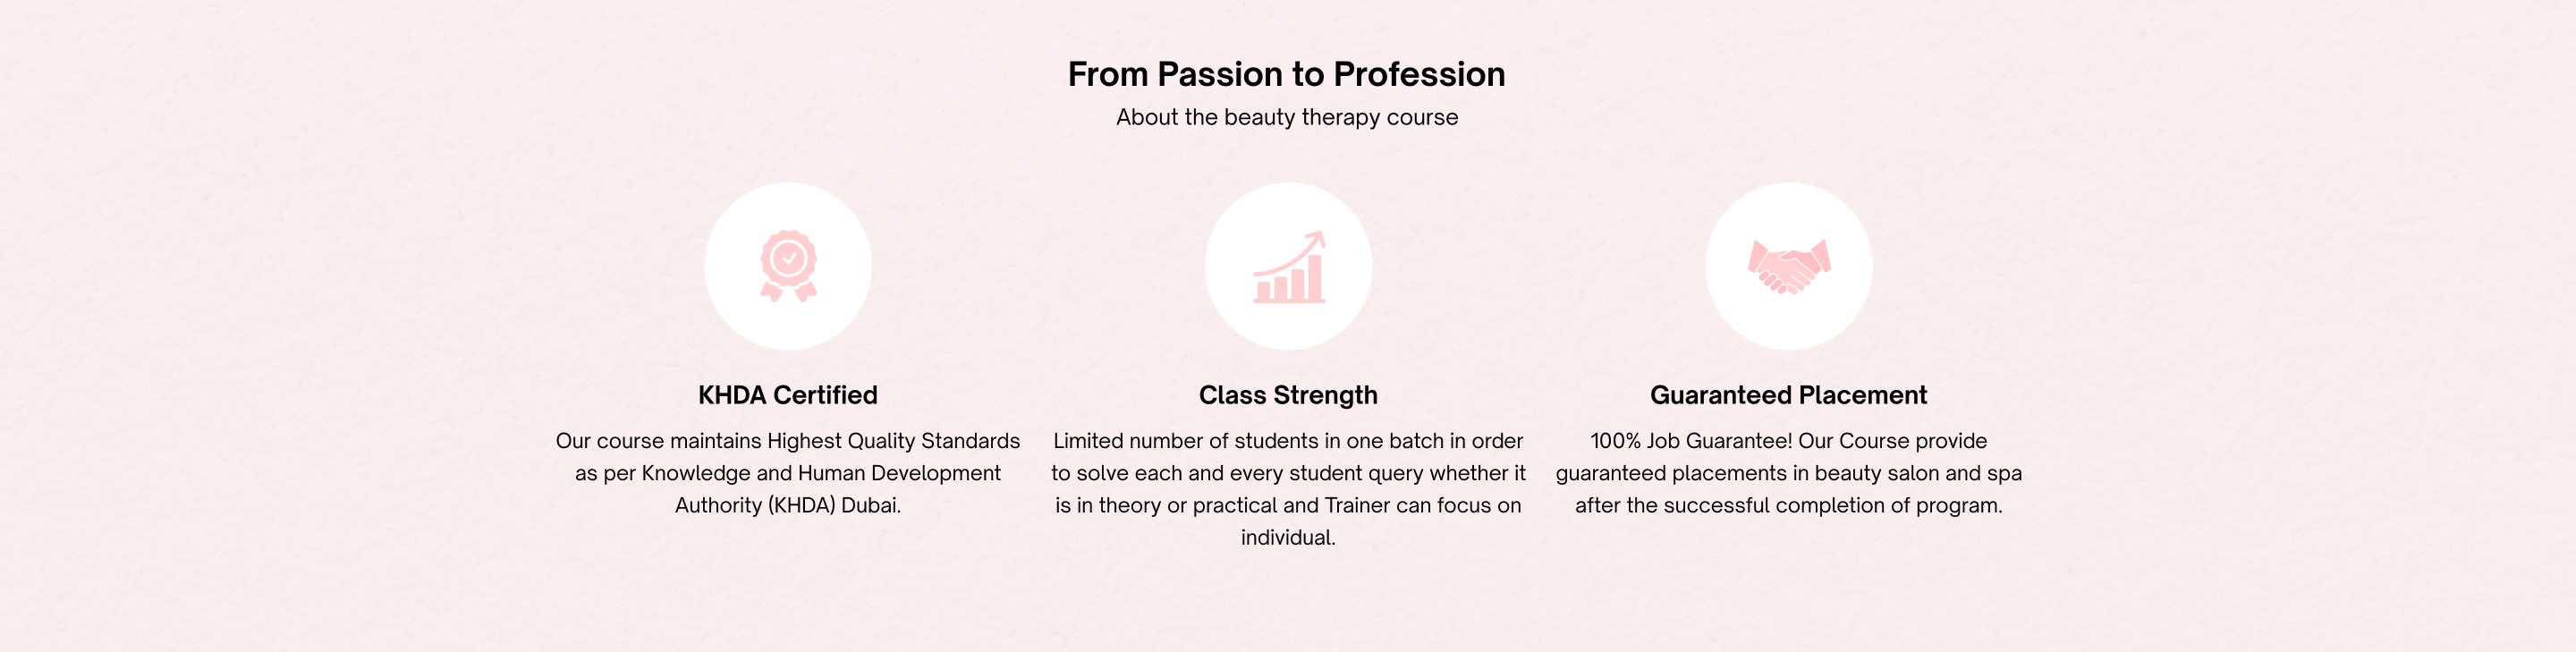 From Passion to Profession
About the beauty therapy course
KHDA Certified
Our course maintains Highest Quality Standards
as per Knowledge and Human Development
Authority (KHDA) Dubai.
Class Strength
Limited number of students in one batch in order
to solve each and every student query whether it
is in theory or practical and Trainer can focus on
individual.
Guaranteed Placement
100% Job Guarantee! Our Course provide
guaranteed placements in beauty salon and spa
after the successful completion of program.